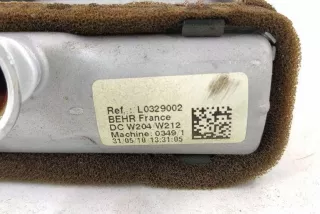 Ref. : L0329002
BEHR France
DC W204 W212
Machine: 0349.1
31.05.10 13:31:05